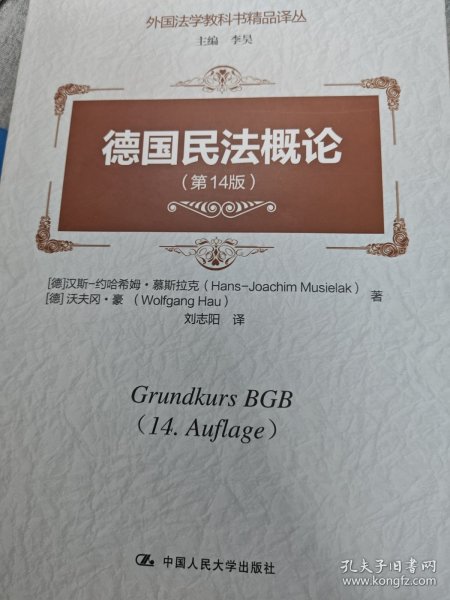 外国法学教科书精品译丛
主编 李昊
德国民法概论
（第14版）
[德]汉斯-约哈希姆·慕斯拉克（Hans-Joachim Musielak）
[德]沃夫冈·豪 （Wolfgang Hau）
著
刘志阳 译
Grundkurs BGB
（14. Auflage）
中国人民大学出版社
孔夫子旧书网
www.kongfz.com